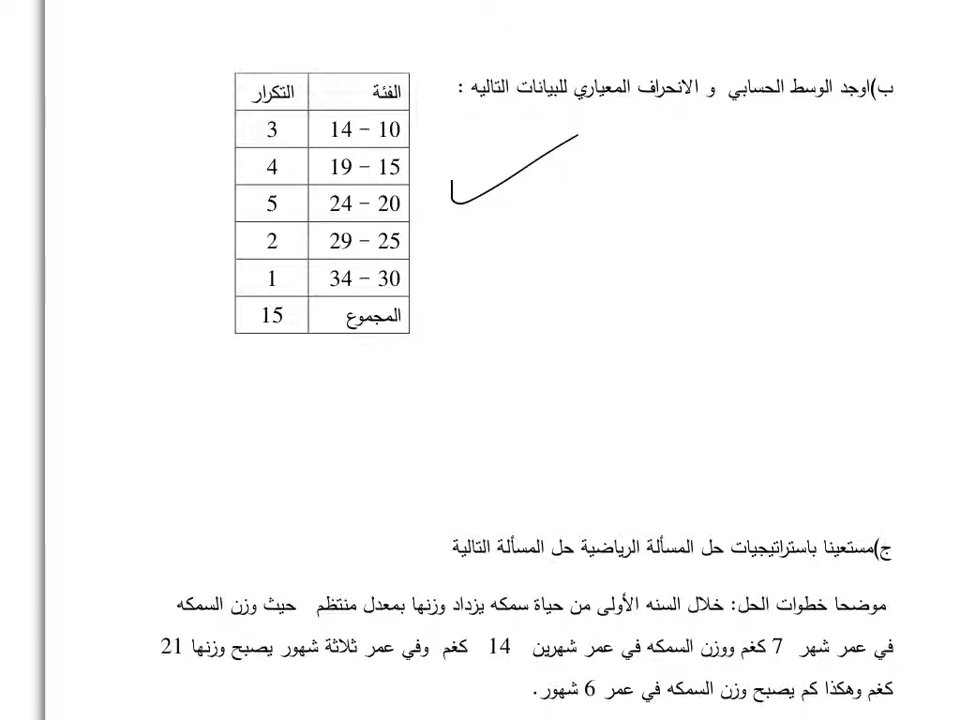 ب)اوجد الوسط الحسابي و الانحراف المعياري للبيانات التاليه :
الفئة التكرار
10 – 14 3
15 – 19 4
20 – 24 5
25 – 29 2
30 – 34 1
المجموع 15
ج)مستعينا باستراتيجيات حل المسألة الرياضية حل المسألة التالية
موضحا خطوات الحل: خلال السنه الأولى من حياة سمكه يزداد وزنها بمعدل منتظم حيث وزن السمكه
في عمر شهر 7 كغم ووزن السمكه في عمر شهرين 14 كغم وفي عمر ثلاثة شهور يصبح وزنها 21
كغم وهكذا كم يصبح وزن السمكه في عمر 6 شهور.